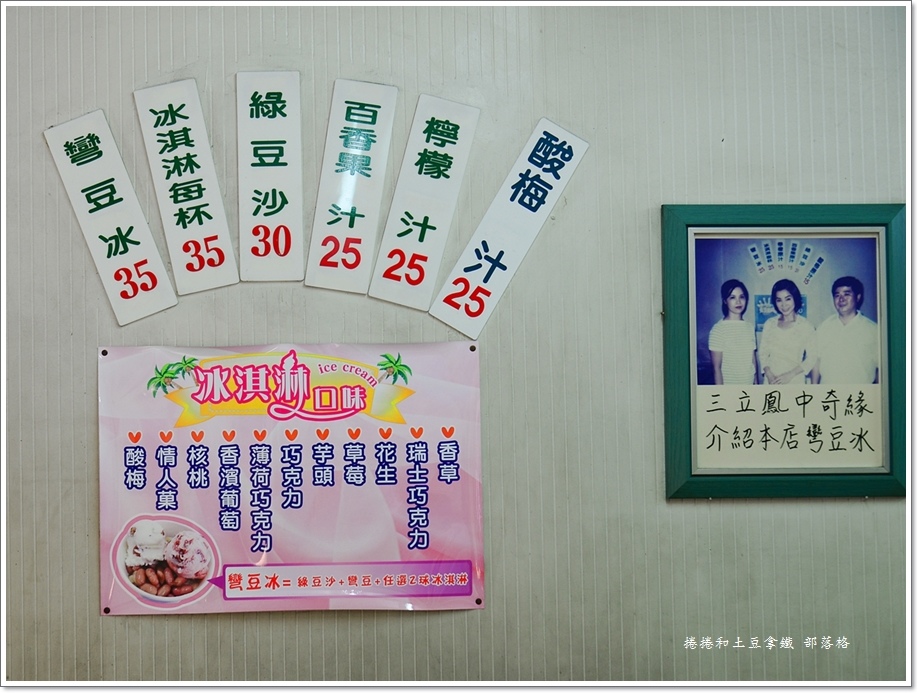 彎豆冰 35
冰淇淋每杯 35
綠豆沙 30
百香果汁 25
檸檬汁 25
酸梅汁 25
冰淇淋口味
ice cream
香草
瑞士巧克力
花生
草莓
芋頭
巧克力
薄荷巧克力
香濱葡萄
核桃
情人菓
酸梅
彎豆冰=綠豆沙+彎豆+任選2球冰淇淋
三立鳳中奇緣
介紹本店彎豆冰
捲捲和土豆拿鐵 部落格